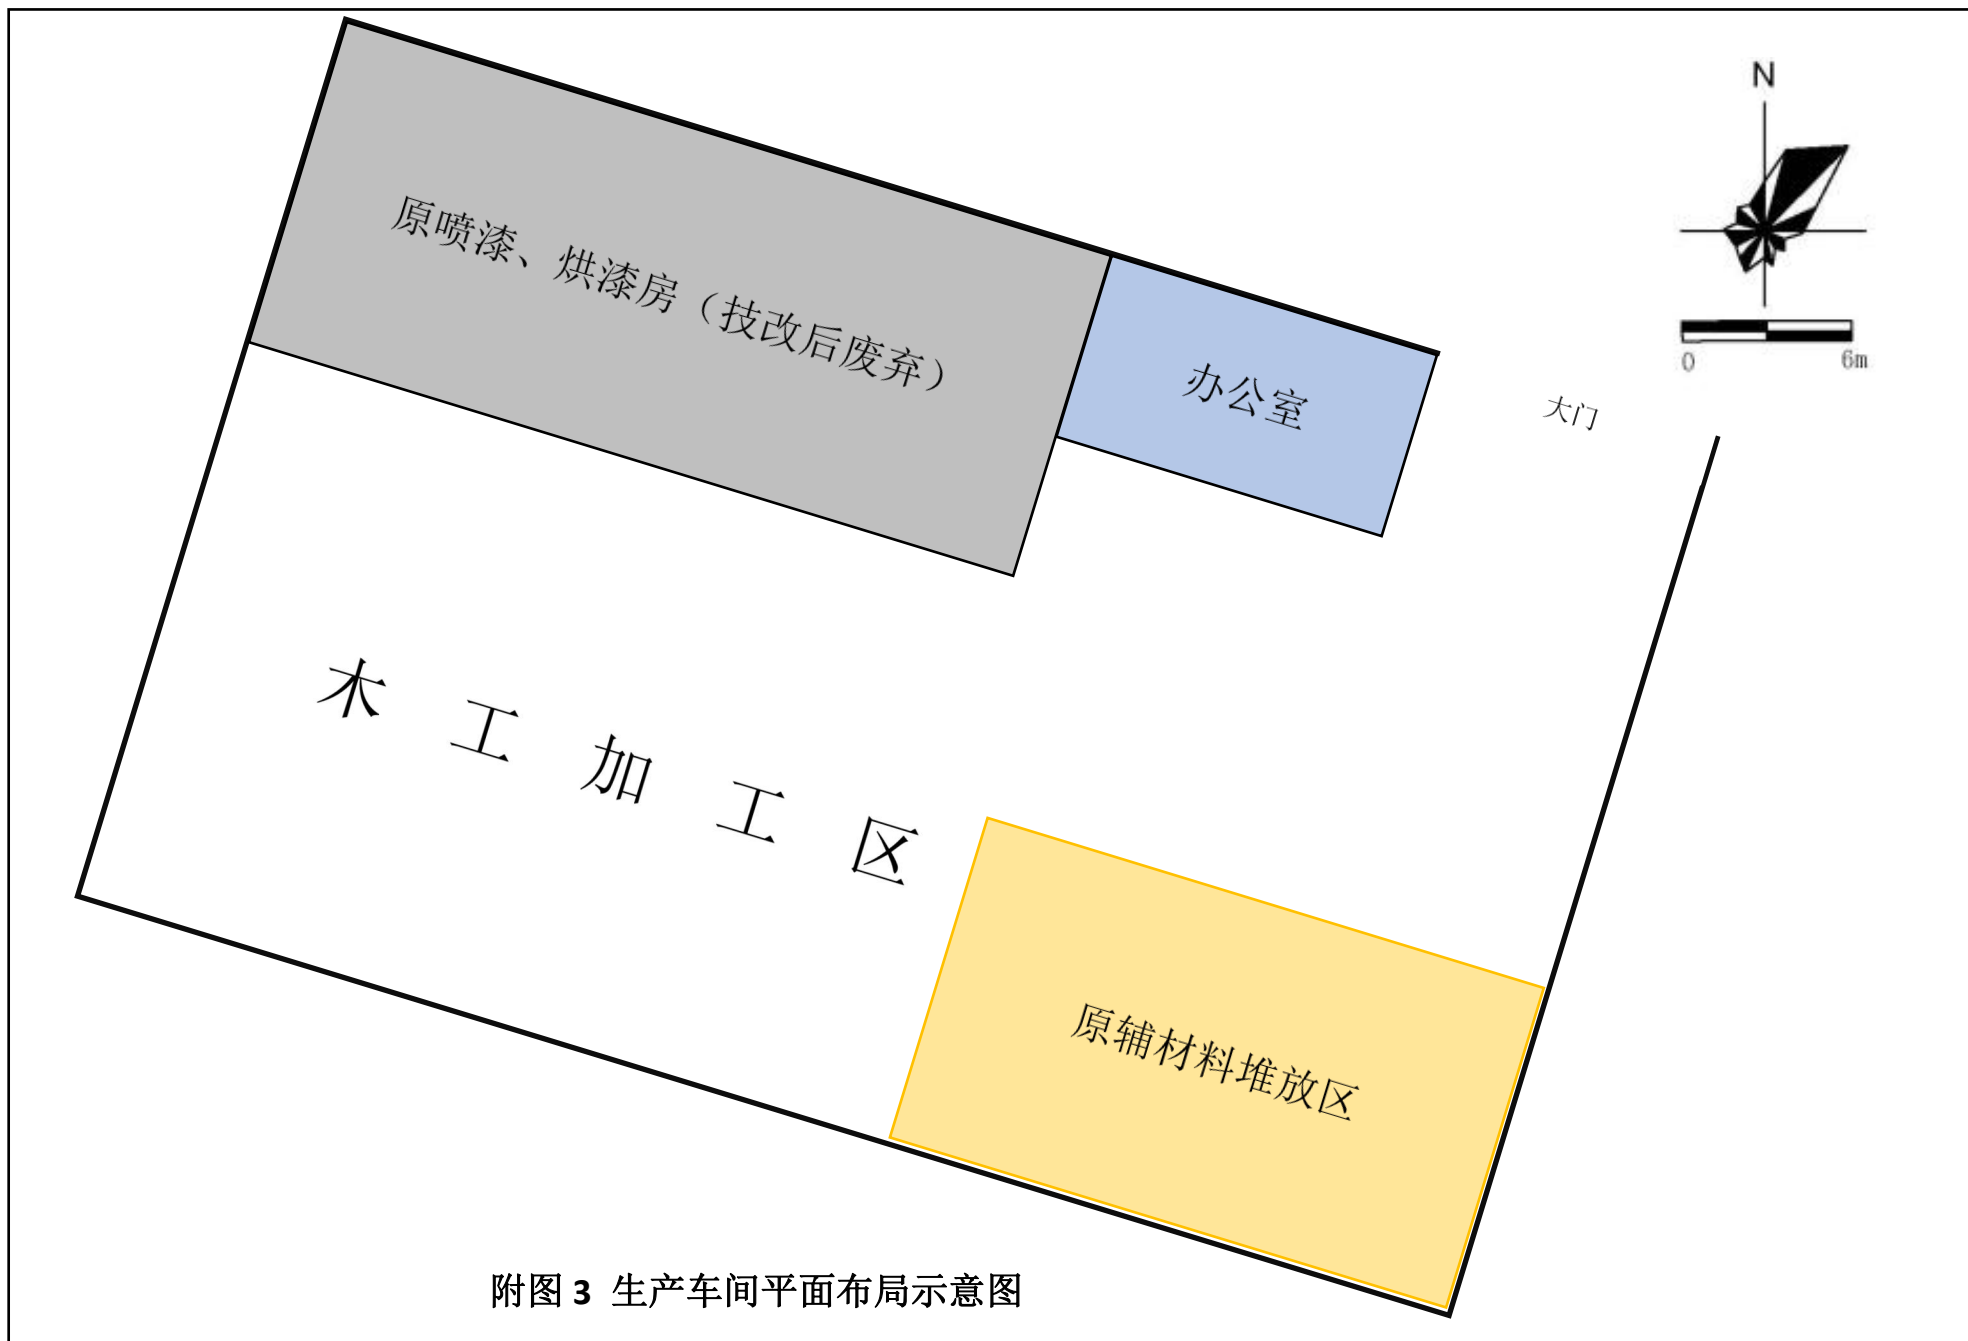 N
0 6m
大门
原喷漆、烘漆房（技改后废弃）
办公室
木工加工区
原辅材料堆放区
附图 3 生产车间平面布局示意图